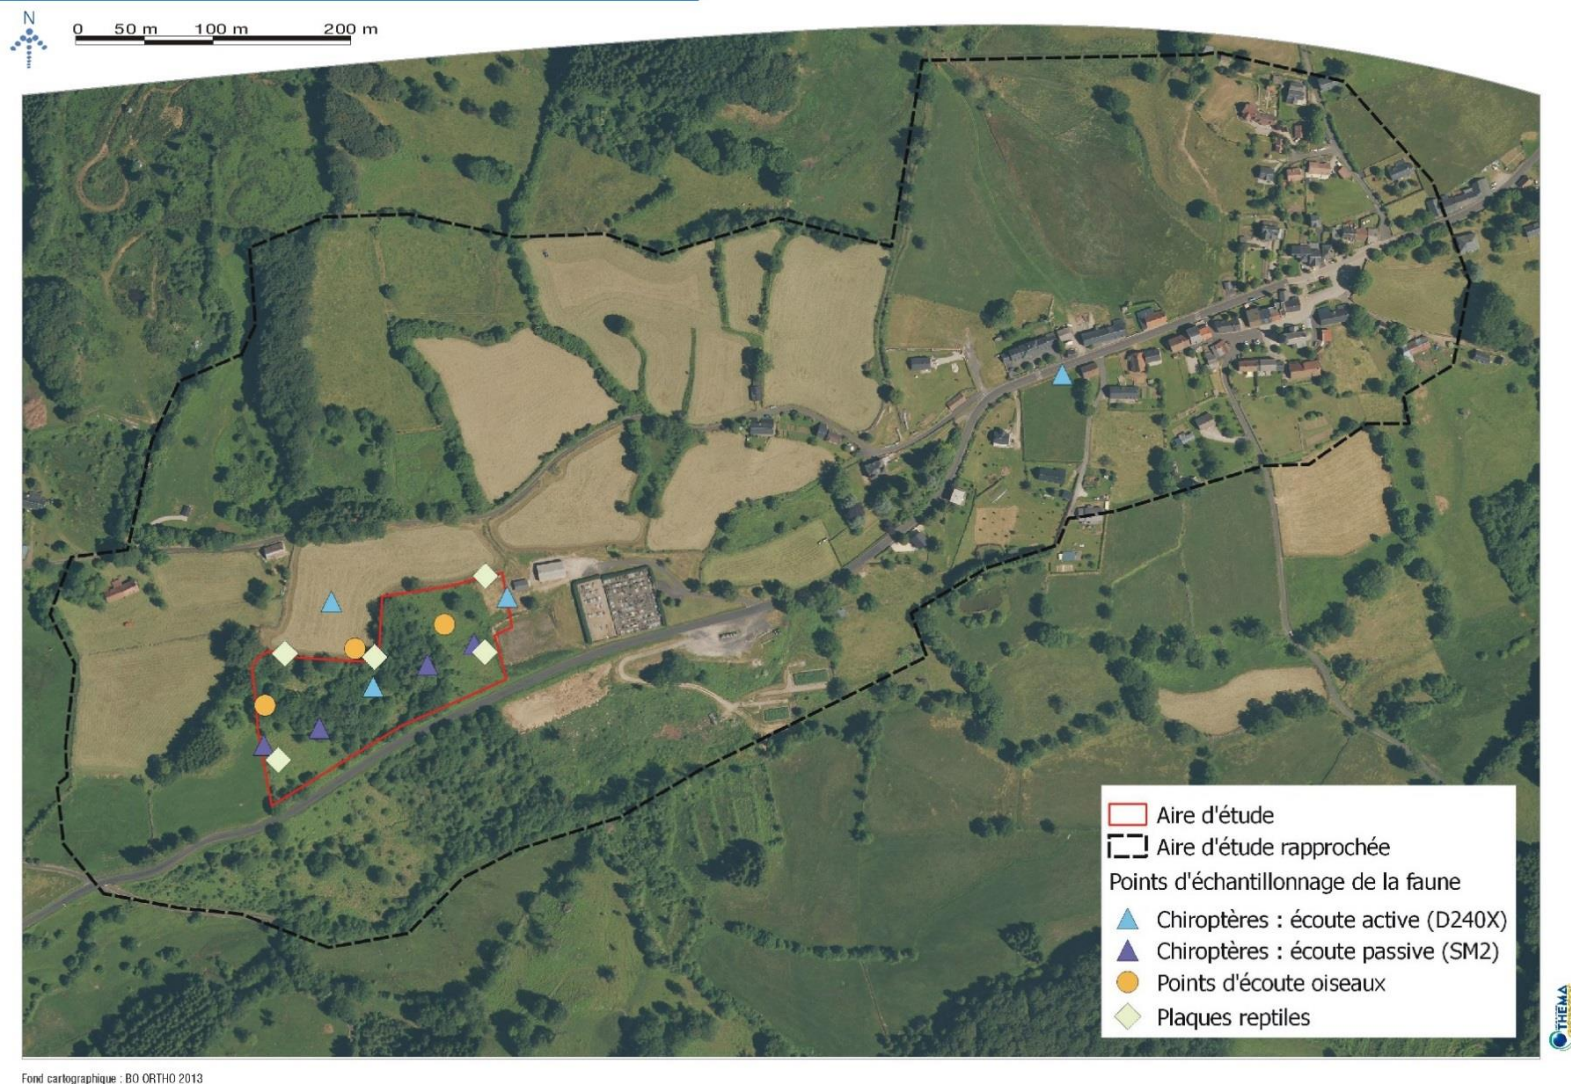 N
0 50 m 100 m 200 m
Aire d'étude
Aire d'étude rapprochée
Points d'échantillonnage de la faune
Chiroptères : écoute active (D240X)
Chiroptères : écoute passive (SM2)
Points d'écoute oiseaux
Plaques reptiles
THEMA
Fond cartographique : BD ORTHO 2013